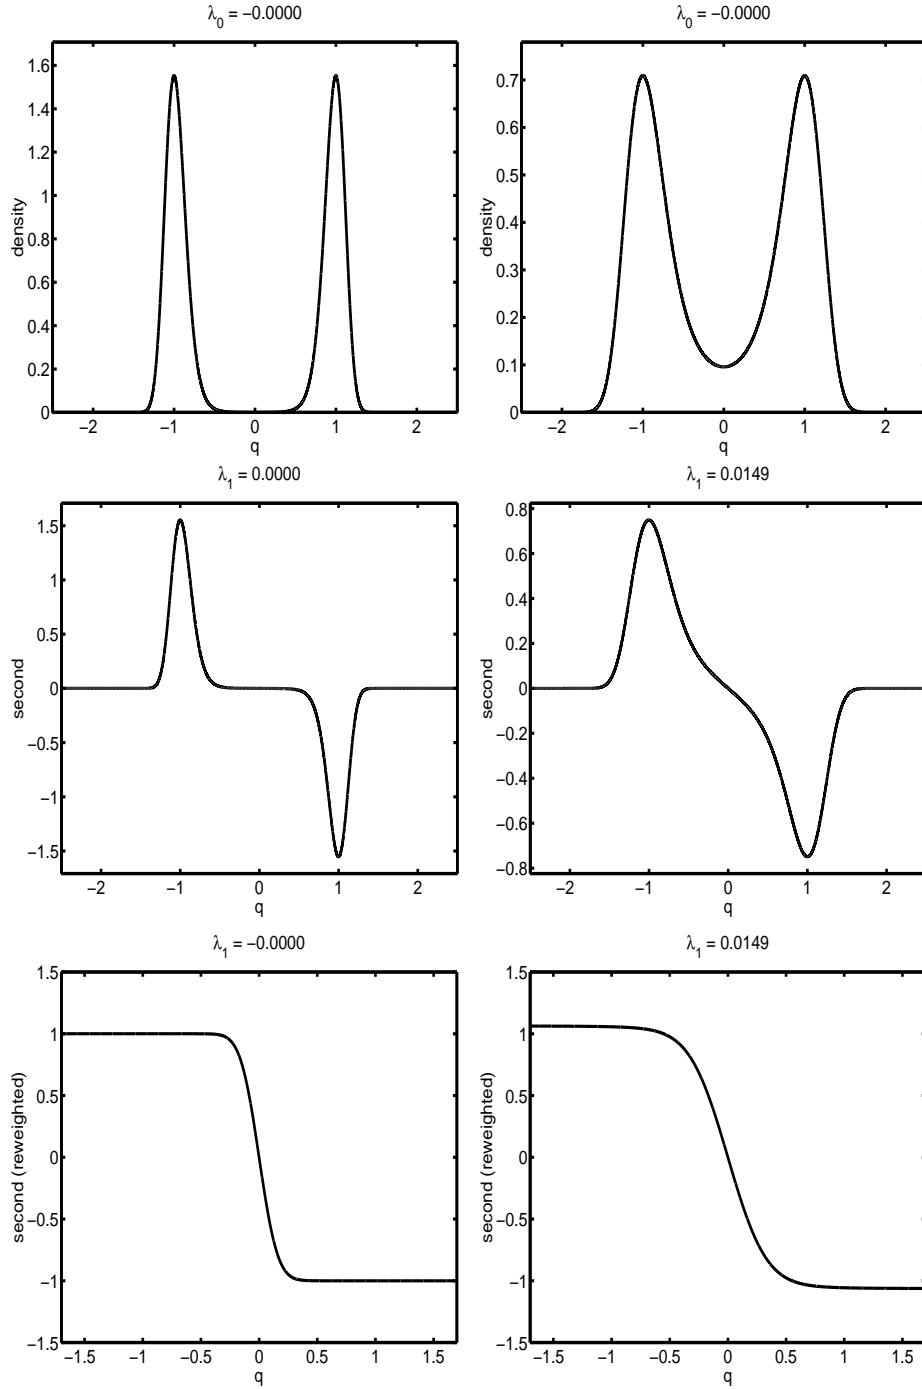 λ0 = −0.0000
1.6
1.4
1.2
1
0.8
0.6
0.4
0.2
0
density
−2 −1 0 1 2
q
λ0 = −0.0000
0.7
0.6
0.5
0.4
0.3
0.2
0.1
0
density
−2 −1 0 1 2
q
λ1 = 0.0000
1.5
1
0.5
0
−0.5
−1
−1.5
second
−2 −1 0 1 2
q
λ1 = 0.0149
0.8
0.6
0.4
0.2
0
−0.2
−0.4
−0.6
−0.8
second
−2 −1 0 1 2
q
λ1 = −0.0000
1.5
1
0.5
0
−0.5
−1
−1.5
second (reweighted)
−1.5 −1 −0.5 0 0.5 1 1.5
q
λ1 = 0.0149
1.5
1
0.5
0
−0.5
−1
−1.5
second (reweighted)
−1.5 −1 −0.5 0 0.5 1 1.5
q